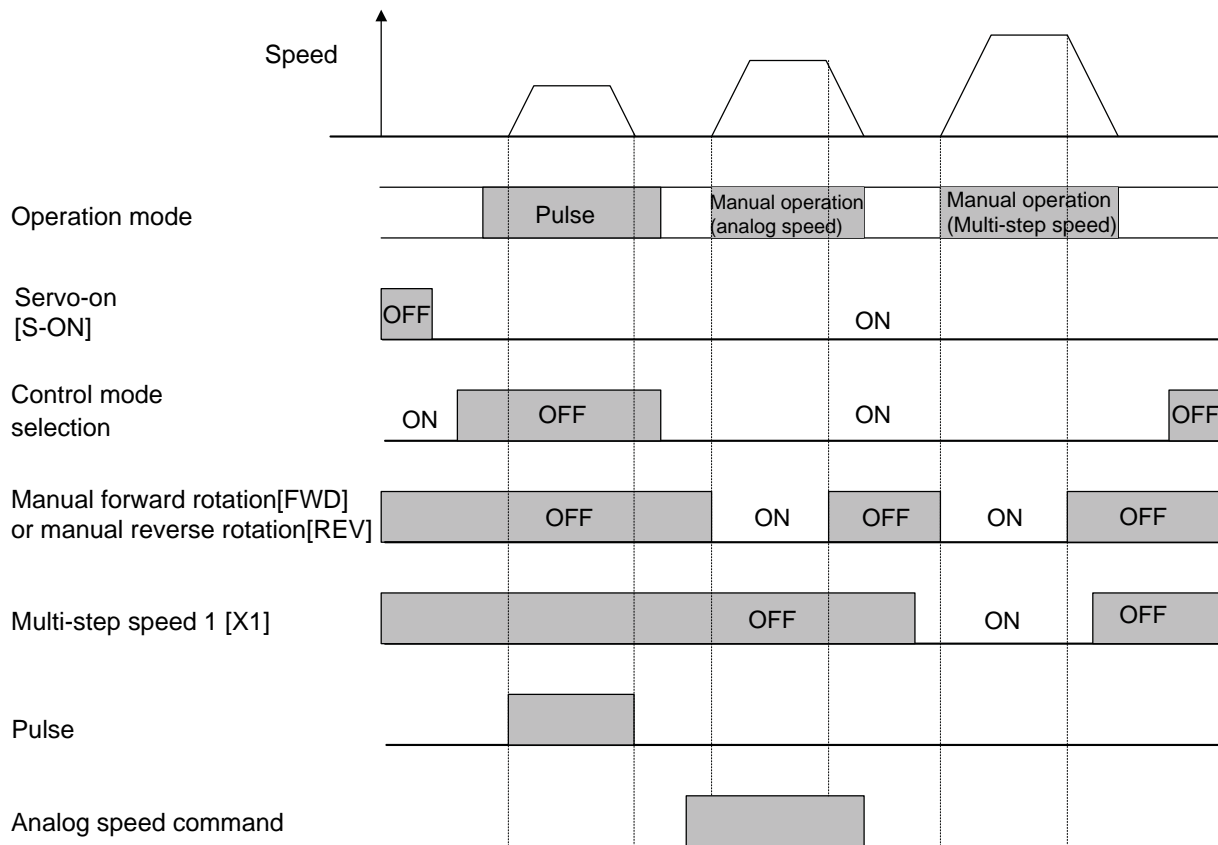 Speed
Operation mode
Pulse
Manual operation
(analog speed)
Manual operation
(Multi-step speed)
Servo-on
[S-ON]
OFF
ON
Control mode
selection
ON
OFF
ON
OFF
Manual forward rotation[FWD]
or manual reverse rotation[REV]
OFF
ON
OFF
ON
OFF
Multi-step speed 1 [X1]
OFF
ON
OFF
Pulse
Analog speed command